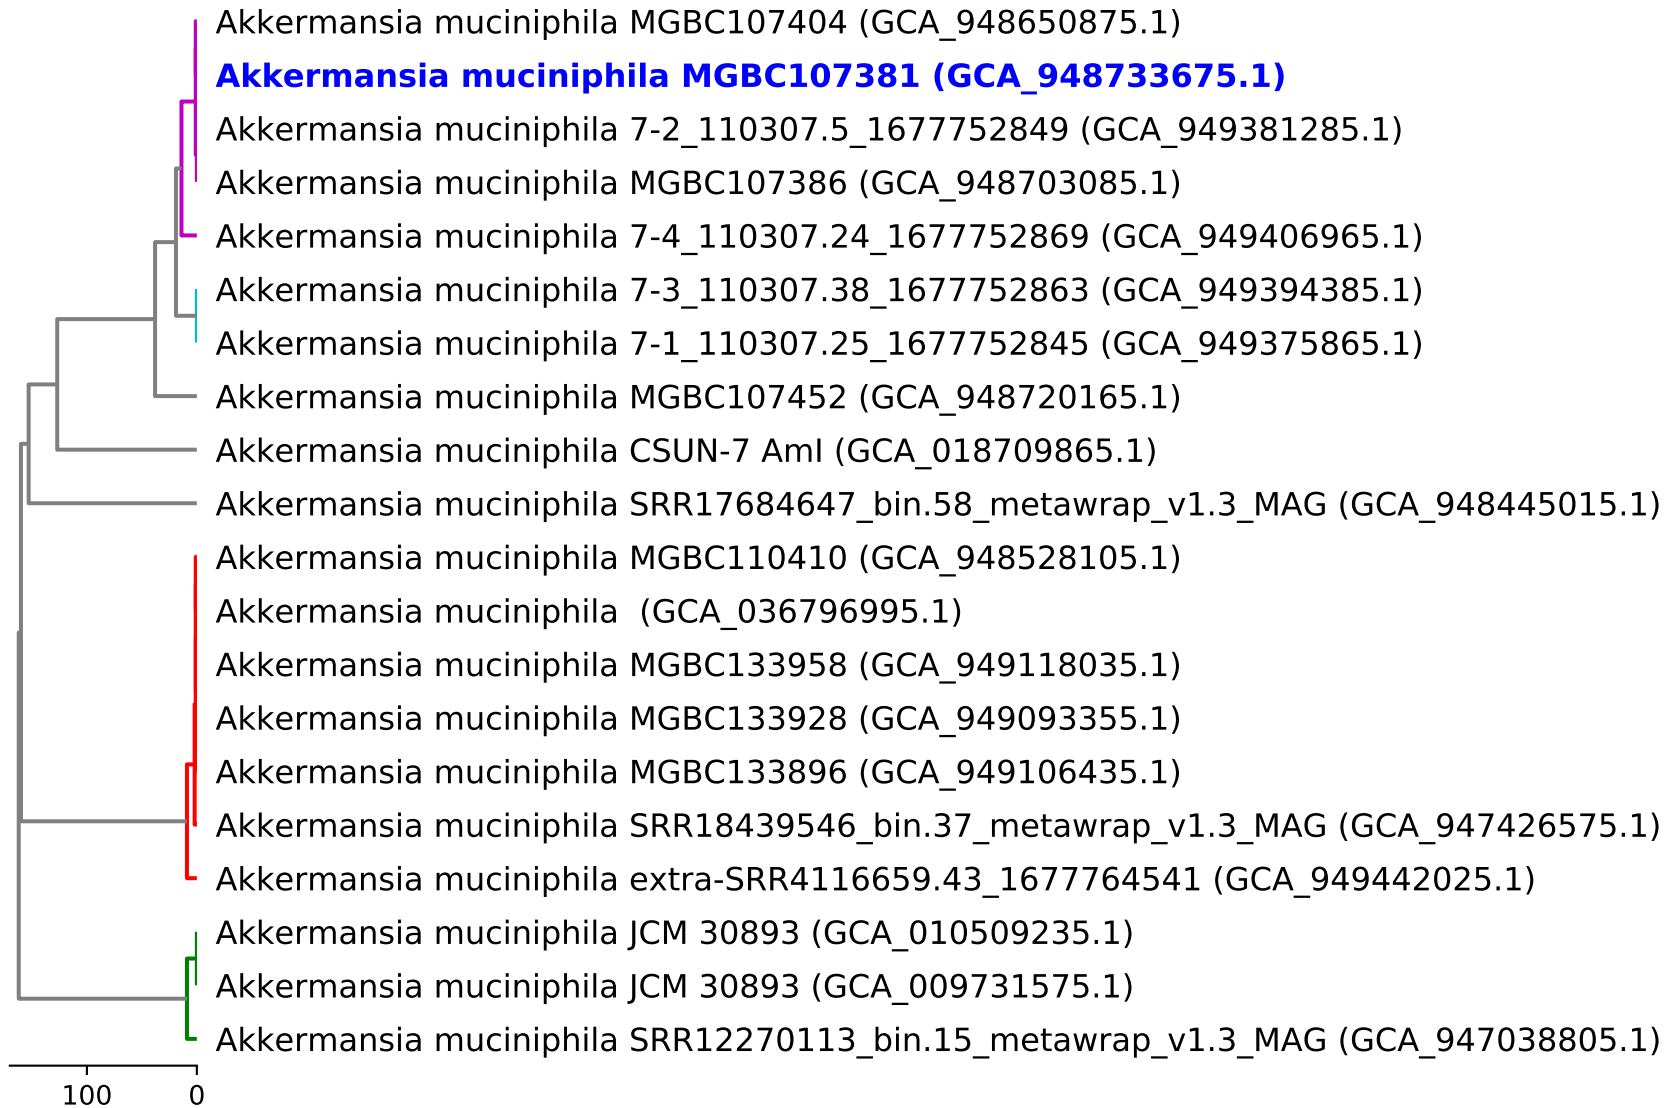 Akkermansia muciniphila MGBC107404 (GCA_948650875.1)
Akkermansia muciniphila MGBC107381 (GCA_948733675.1)
Akkermansia muciniphila 7-2_110307.5_1677752849 (GCA_949381285.1)
Akkermansia muciniphila MGBC107386 (GCA_948703085.1)
Akkermansia muciniphila 7-4_110307.24_1677752869 (GCA_949406965.1)
Akkermansia muciniphila 7-3_110307.38_1677752863 (GCA_949394385.1)
Akkermansia muciniphila 7-1_110307.25_1677752845 (GCA_949375865.1)
Akkermansia muciniphila MGBC107452 (GCA_948720165.1)
Akkermansia muciniphila CSUN-7 AmI (GCA_018709865.1)
Akkermansia muciniphila SRR17684647_bin.58_metawrap_v1.3_MAG (GCA_948445015.1)
Akkermansia muciniphila MGBC110410 (GCA_948528105.1)
Akkermansia muciniphila  (GCA_036796995.1)
Akkermansia muciniphila MGBC133958 (GCA_949118035.1)
Akkermansia muciniphila MGBC133928 (GCA_949093355.1)
Akkermansia muciniphila MGBC133896 (GCA_949106435.1)
Akkermansia muciniphila SRR18439546_bin.37_metawrap_v1.3_MAG (GCA_947426575.1)
Akkermansia muciniphila extra-SRR4116659.43_1677764541 (GCA_949442025.1)
Akkermansia muciniphila JCM 30893 (GCA_010509235.1)
Akkermansia muciniphila JCM 30893 (GCA_009731575.1)
Akkermansia muciniphila SRR12270113_bin.15_metawrap_v1.3_MAG (GCA_947038805.1)
100 0